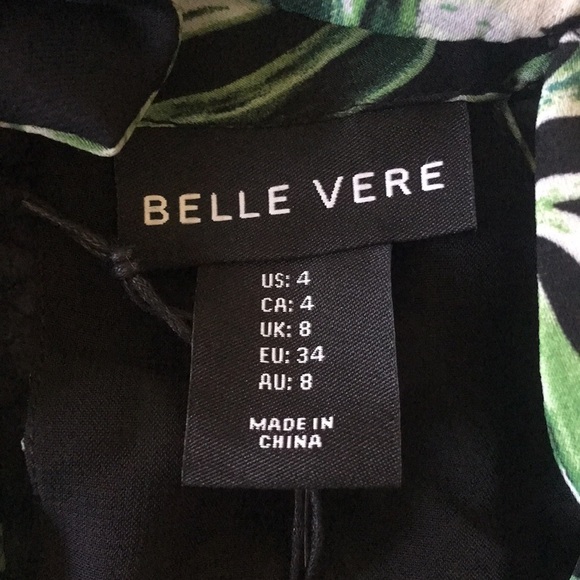 BELLE VERE
US: 4
CA: 4
UK: 8
EU: 34
AU: 8
MADE IN
CHINA